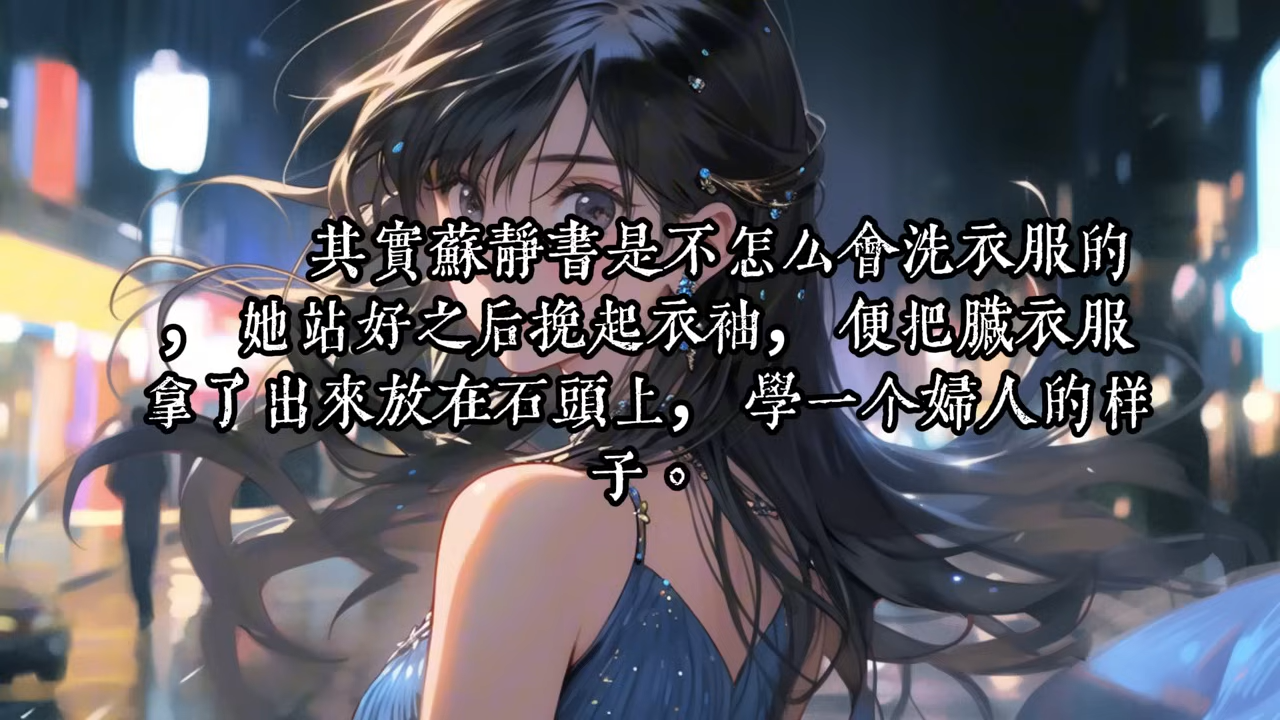 其實蘇靜書是不怎么會洗衣服的
，她站好之后挽起衣袖，便把臟衣服
拿了出來放在石頭上，學一个婦人的样
子。